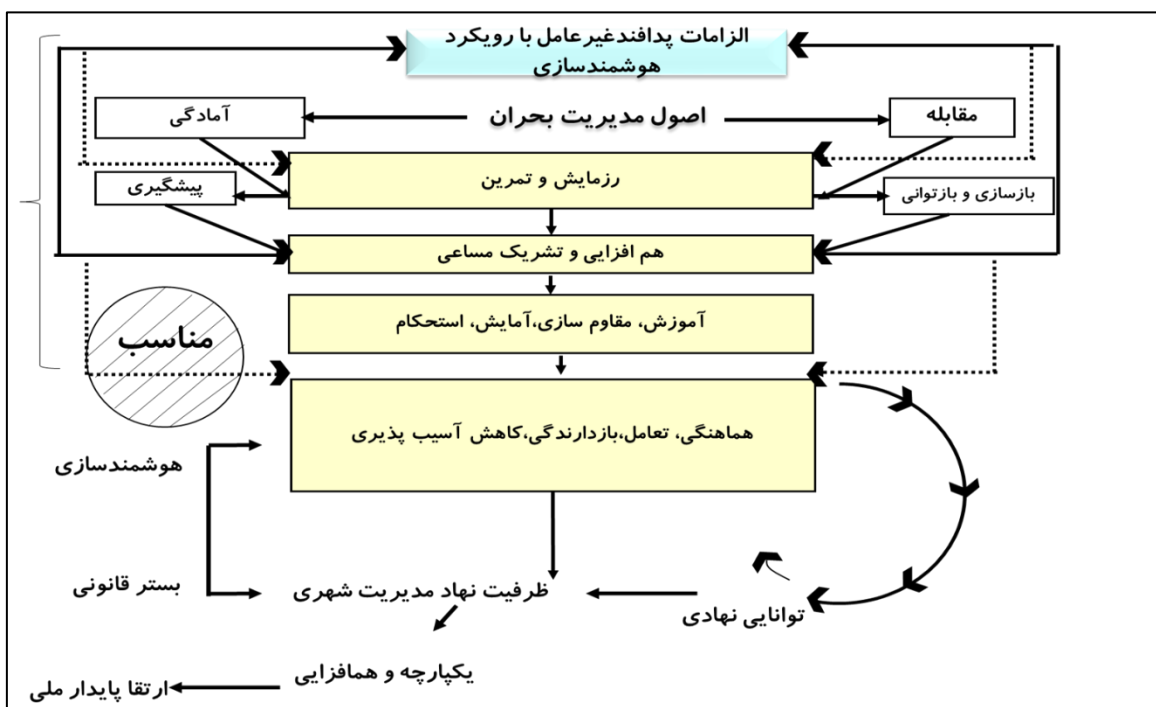 الزامات پدافندغیرعامل با رویکرد
هوشمندسازی
اصول مدیریت بحران
مقابله
آمادگی
رزمایش و تمرین
بازسازی و بازتوانی
پیشگیری
هم افزایی و تشریک مساعی
آموزش، مقاوم سازی،آمایش، استحکام
مناسب
هماهنگی، تعامل،بازدارندگی،کاهش آسیب پذیری
هوشمندسازی
بستر قانونی
ظرفیت نهاد مدیریت شهری
توانایی نهادی
یکپارچه و همافزایی
ارتقا پایدار ملی